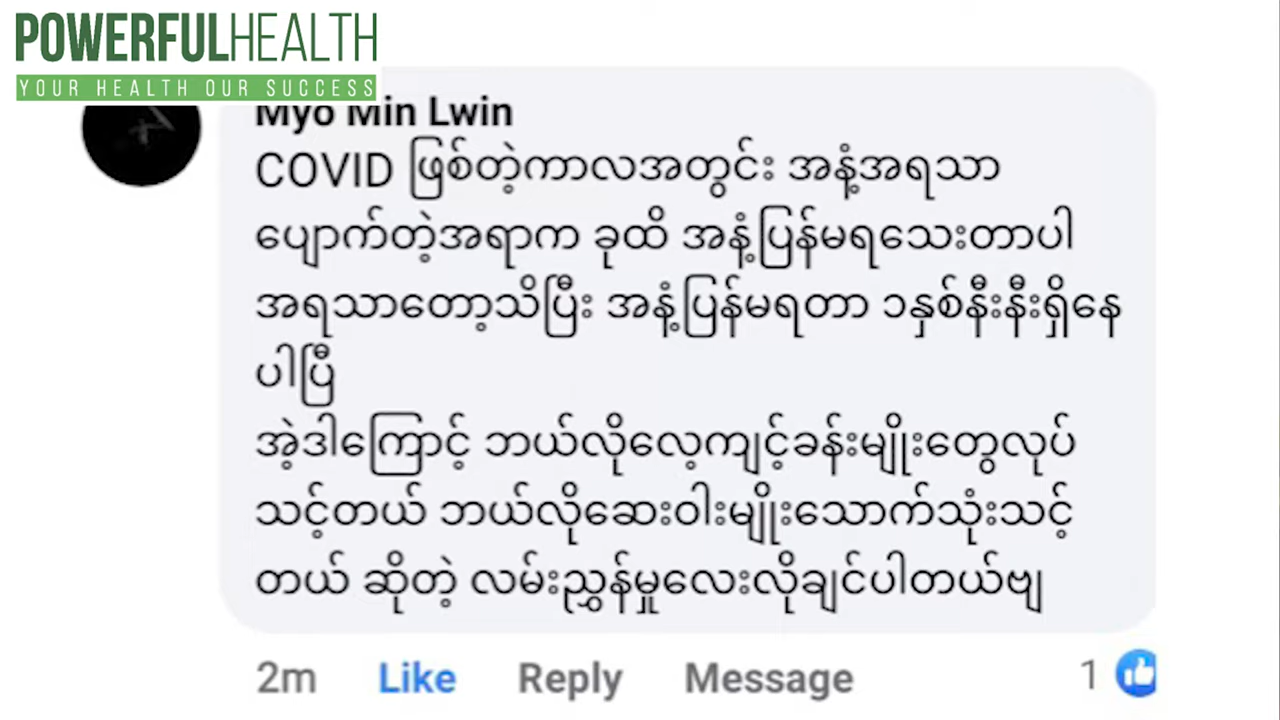 POWERFULHEALTH
YOUR HEALTH OUR SUCCESS
Myo Min Lwin
COVID ဖြစ်တဲ့ကာလအတွင်း အနံ့အရသာ
ပျောက်တဲ့အရာက ခုထိ အနံ့ပြန်မရသေးတာပါ
အရသာတော့သိပြီး အနံ့ပြန်မရတာ ၁နှစ်နီးနီးရှိနေ
ပါပြီ
အဲ့ဒါကြောင့် ဘယ်လိုလေ့ကျင့်ခန်းမျိုးတွေလုပ်
သင့်တယ် ဘယ်လိုဆေးဝါးမျိုးသောက်သုံးသင့်
တယ် ဆိုတဲ့ လမ်းညွှန်မှုလေးလိုချင်ပါတယ်ဗျ
2m Like Reply Message 1